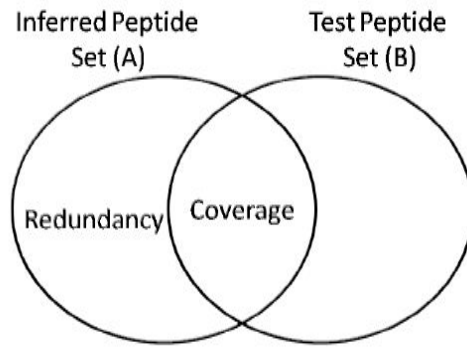 Inferred Peptide
Set (A)
Test Peptide
Set (B)
Redundancy
Coverage